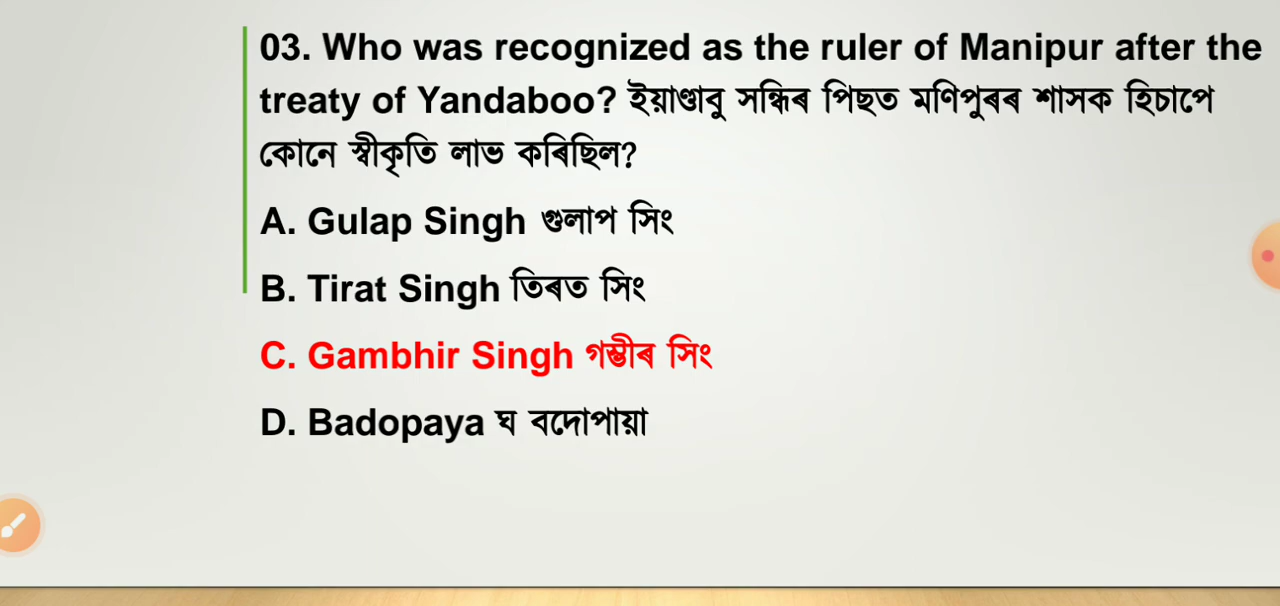 03. Who was recognized as the ruler of Manipur after the
treaty of Yandaboo? ইয়াণ্ডাবু সন্ধিৰ পিছত মণিপুৰৰ শাসক হিচাপে
কোনে স্বীকৃতি লাভ কৰিছিল?
A. Gulap Singh গুলাপ সিং
B. Tirat Singh তিৰত সিং
C. Gambhir Singh গম্ভীৰ সিং
D. Badopaya ঘ বদোপায়া